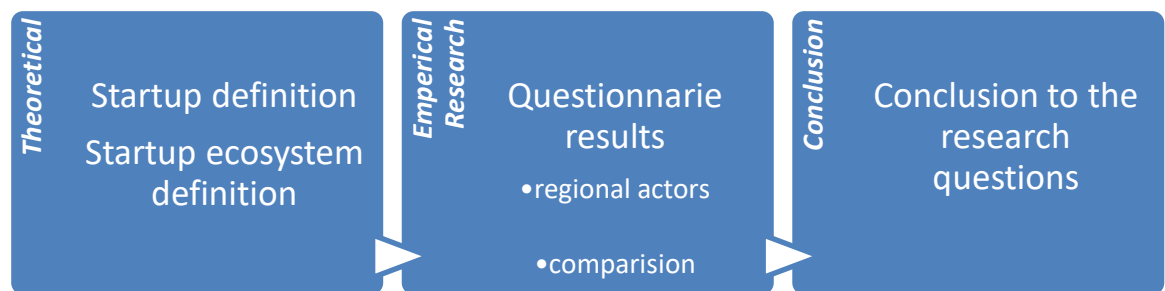 Theoretical
Startup definition
Startup ecosystem
definition
Emperical
Research
Questionnarie
results
•regional actors
•comparision
Conclusion
Conclusion to the
research
questions